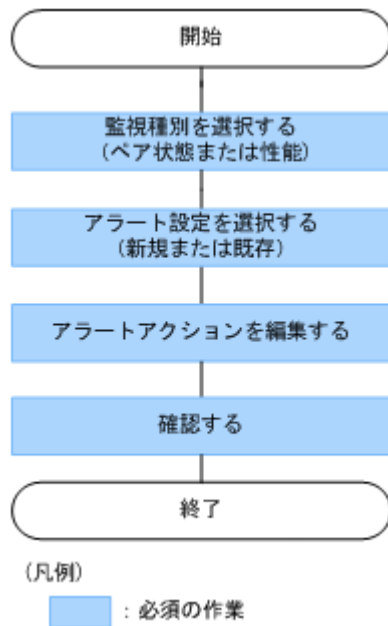 開始
監視種別を選択する
(ペア状態または性能)
アラート設定を選択する
(新規または既存)
アラートアクションを編集する
確認する
終了
(凡例)
: 必須の作業